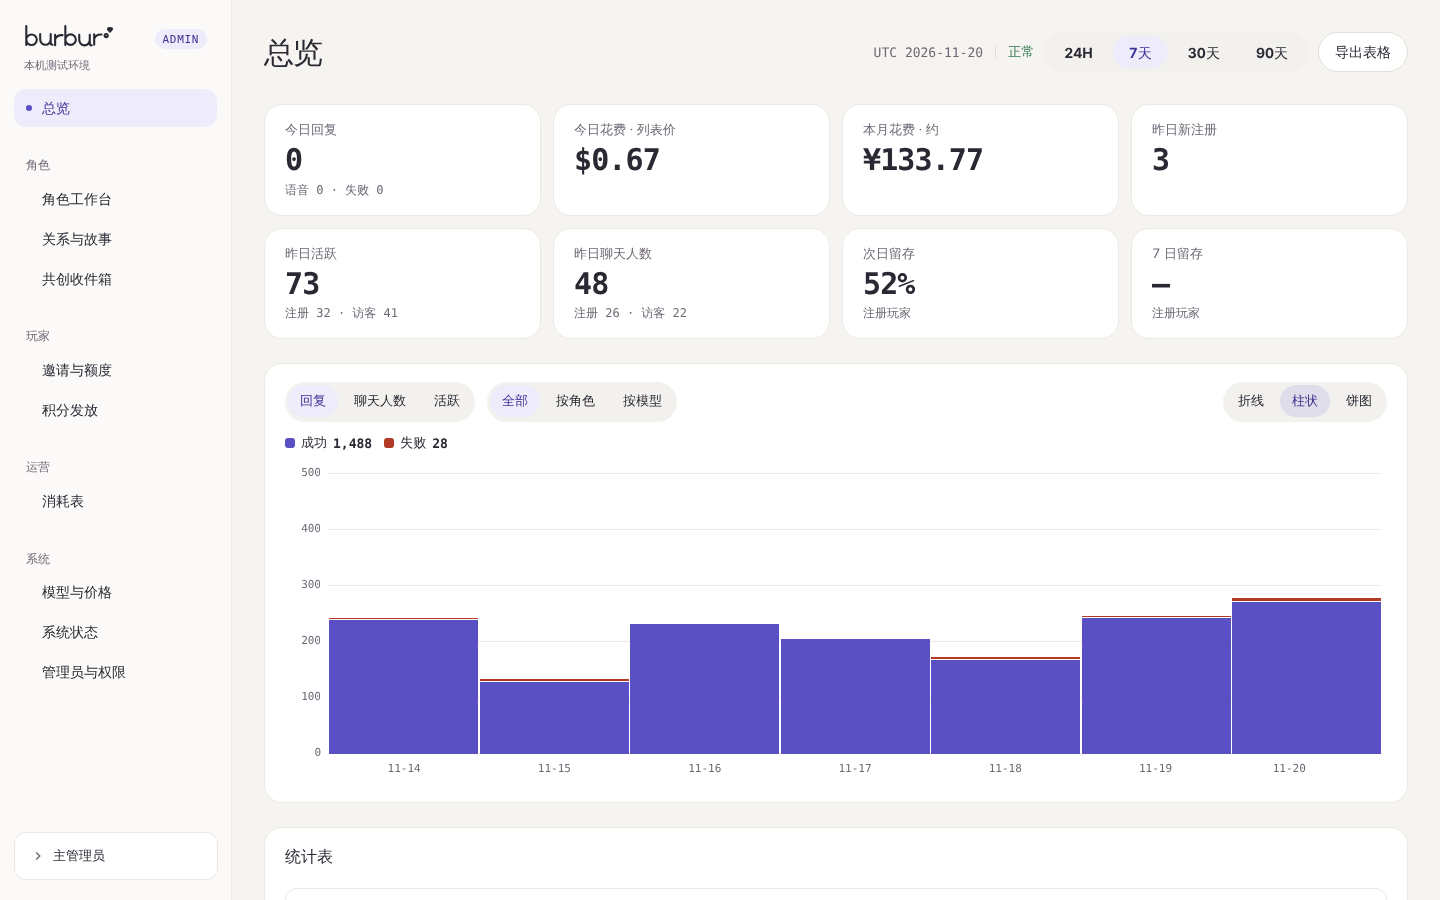 burbur
ADMIN
本机测试环境
总览
角色
角色工作台
关系与故事
共创收件箱
玩家
邀请与额度
积分发放
运营
消耗表
系统
模型与价格
系统状态
管理员与权限
主管理员
总览
UTC 2026-11-20 正常 24H 7天 30天 90天 导出表格
今日回复
0
语音 0 · 失败 0
今日花费 · 列表价
$0.67
本月花费 · 约
¥133.77
昨日新注册
3
昨日活跃
73
注册 32 · 访客 41
昨日聊天人数
48
注册 26 · 访客 22
次日留存
52%
注册玩家
7 日留存
—
注册玩家
回复 聊天人数 活跃 全部 按角色 按模型 折线 柱状 饼图
成功 1,488 失败 28
500
400
300
200
100
0
11-14 11-15 11-16 11-17 11-18 11-19 11-20
统计表